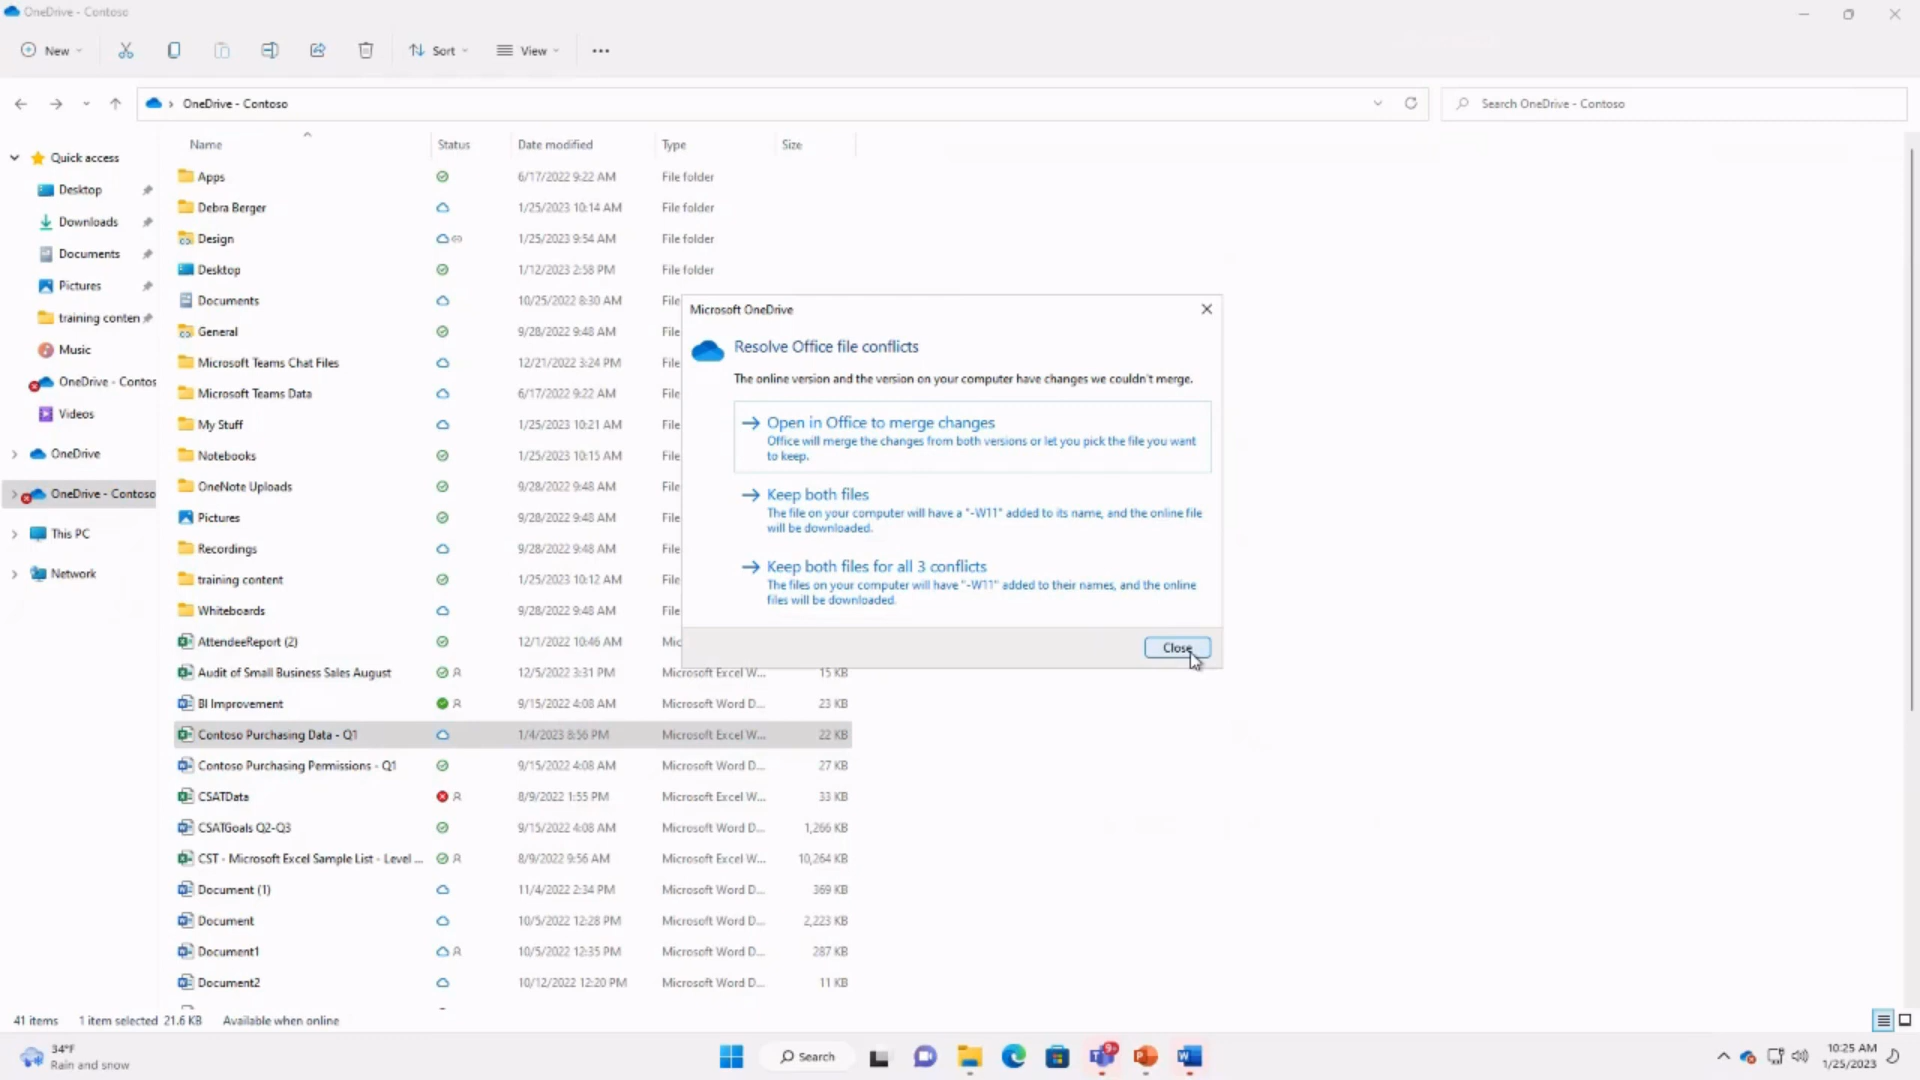 OneDrive - Contoso
New
Sort
View
OneDrive - Contoso
Search OneDrive - Contoso
Name
Status
Date modified
Type
Size
Quick access
Desktop
Downloads
Documents
Pictures
training conten
Music
OneDrive - Contos
Videos
OneDrive
OneDrive - Contoso
This PC
Network
Apps 6/17/2022 9:22 AM File folder
Debra Berger 1/25/2023 10:14 AM File folder
Design 1/25/2023 9:54 AM File folder
Desktop 1/12/2023 2:58 PM File folder
Documents 10/25/2022 8:30 AM File
General 9/28/2022 9:48 AM File
Microsoft Teams Chat Files 12/21/2022 3:24 PM File
Microsoft Teams Data 6/17/2022 9:22 AM File
My Stuff 1/25/2023 10:21 AM File
Notebooks 1/25/2023 10:15 AM File
OneNote Uploads 9/28/2022 9:48 AM File
Pictures 9/28/2022 9:48 AM File
Recordings 9/28/2022 9:48 AM File
training content 1/25/2023 10:12 AM File
Whiteboards 9/28/2022 9:48 AM File
AttendeeReport (2) 12/1/2022 10:46 AM Mic
Audit of Small Business Sales August 12/5/2022 3:31 PM Microsoft Excel W... 15 KB
BI Improvement 9/15/2022 4:08 AM Microsoft Word D... 23 KB
Contoso Purchasing Data - Q1 1/4/2023 8:56 PM Microsoft Excel W... 22 KB
Contoso Purchasing Permissions - Q1 9/15/2022 4:08 AM Microsoft Word D... 27 KB
CSATData 8/9/2022 1:55 PM Microsoft Excel W... 33 KB
CSATGoals Q2-Q3 9/15/2022 4:08 AM Microsoft Word D... 1,266 KB
CST - Microsoft Excel Sample List - Level ... 8/9/2022 9:56 AM Microsoft Excel W... 10,264 KB
Document (1) 11/4/2022 2:34 PM Microsoft Word D... 369 KB
Document 10/5/2022 12:28 PM Microsoft Word D... 2,223 KB
Document1 10/5/2022 12:35 PM Microsoft Word D... 287 KB
Document2 10/12/2022 12:20 PM Microsoft Word D... 11 KB
Microsoft OneDrive
Resolve Office file conflicts
The online version and the version on your computer have changes we couldn't merge.
Open in Office to merge changes
Office will merge the changes from both versions or let you pick the file you want
to keep.
Keep both files
The file on your computer will have a "-W11" added to its name, and the online file
will be downloaded.
Keep both files for all 3 conflicts
The files on your computer will have "-W11" added to their names, and the online
files will be downloaded.
Close
41 items 1 item selected 21.6 KB Available when online
34°F
Rain and snow
Search
9+
10:25 AM
1/25/2023